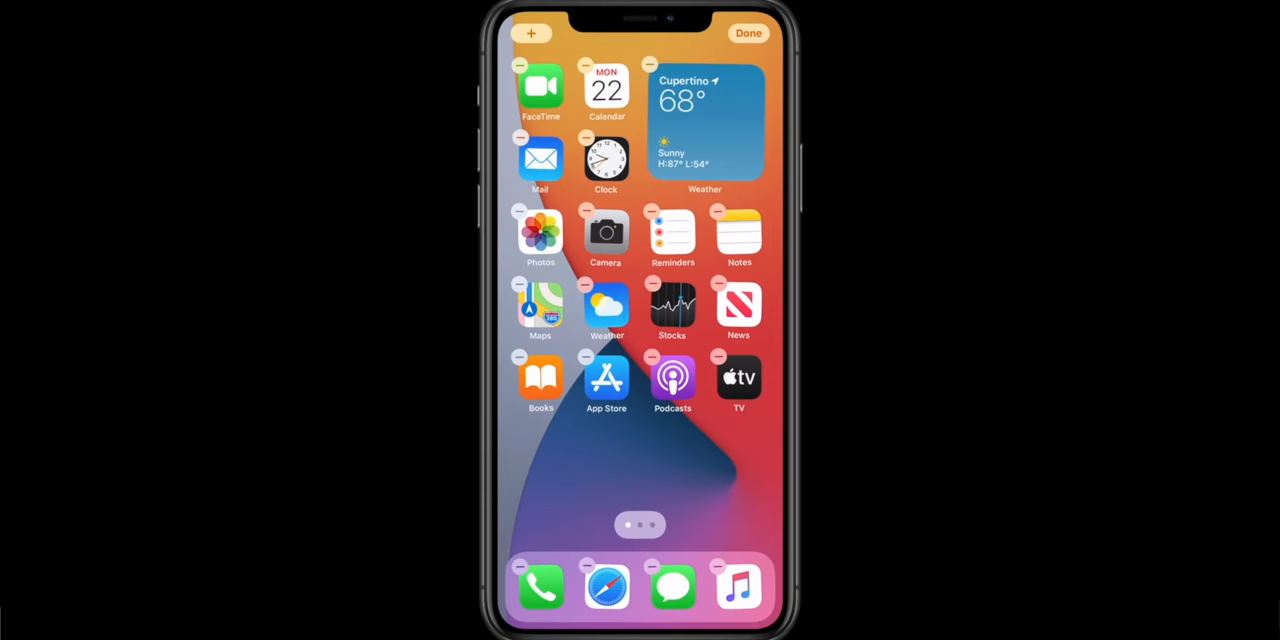 +
Done
FaceTime
MON
22
Calendar
Cupertino
68°
Sunny
H:87° L:54°
Weather
Mail
Clock
Photos
Camera
Reminders
Notes
Maps
280
Weather
Stocks
News
Books
App Store
Podcasts
tv
TV